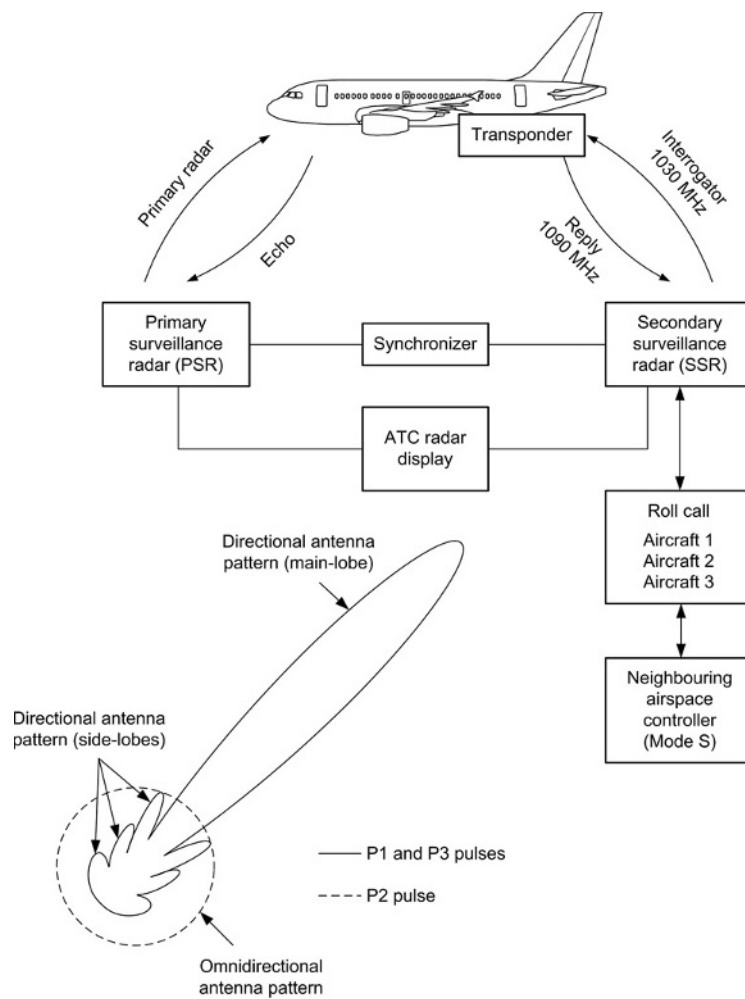 Transponder
Primary radar
Echo
Reply
1090 MHz
Interrogator
1030 MHz
Primary
surveillance
radar (PSR)
Synchronizer
Secondary
surveillance
radar (SSR)
ATC radar
display
Roll call
Aircraft 1
Aircraft 2
Aircraft 3
Directional antenna
pattern (main-lobe)
Neighbouring
airspace
controller
(Mode S)
Directional antenna
pattern (side-lobes)
P1 and P3 pulses
P2 pulse
Omnidirectional
antenna pattern